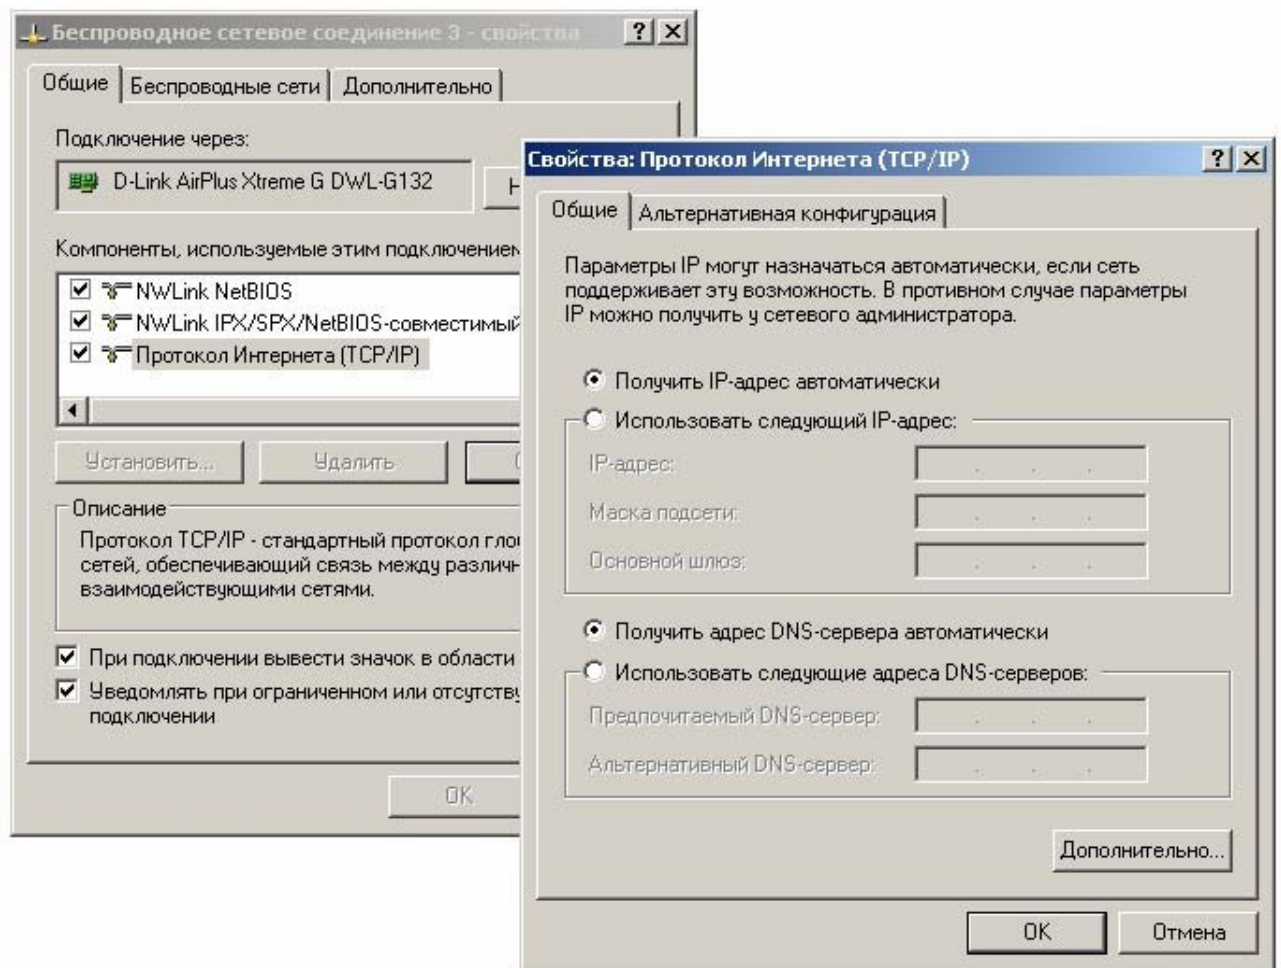 Беспроводное сетевое соединение 3 - свойства
Общие
Беспроводные сети
Дополнительно
Подключение через:
D-Link AirPlus Xtreme G DWL-G132
Компоненты, используемые этим подключением
NWLink NetBIOS
NWLink IPX/SPX/NetBIOS-совместимый
Протокол Интернета (TCP/IP)
Установить...
Удалить
Описание
Протокол TCP/IP - стандартный протокол гло
сетей, обеспечивающий связь между различн
взаимодействующими сетями.
При подключении вывести значок в области
Уведомлять при ограниченном или отсутству
подключении
OK
Свойства: Протокол Интернета (TCP/IP)
Общие
Альтернативная конфигурация
Параметры IP могут назначаться автоматически, если сеть
поддерживает эту возможность. В противном случае параметры
IP можно получить у сетевого администратора.
Получить IP-адрес автоматически
Использовать следующий IP-адрес:
IP-адрес:
Маска подсети:
Основной шлюз:
Получить адрес DNS-сервера автоматически
Использовать следующие адреса DNS-серверов:
Предпочитаемый DNS-сервер:
Альтернативный DNS-сервер:
Дополнительно...
OK
Отмена